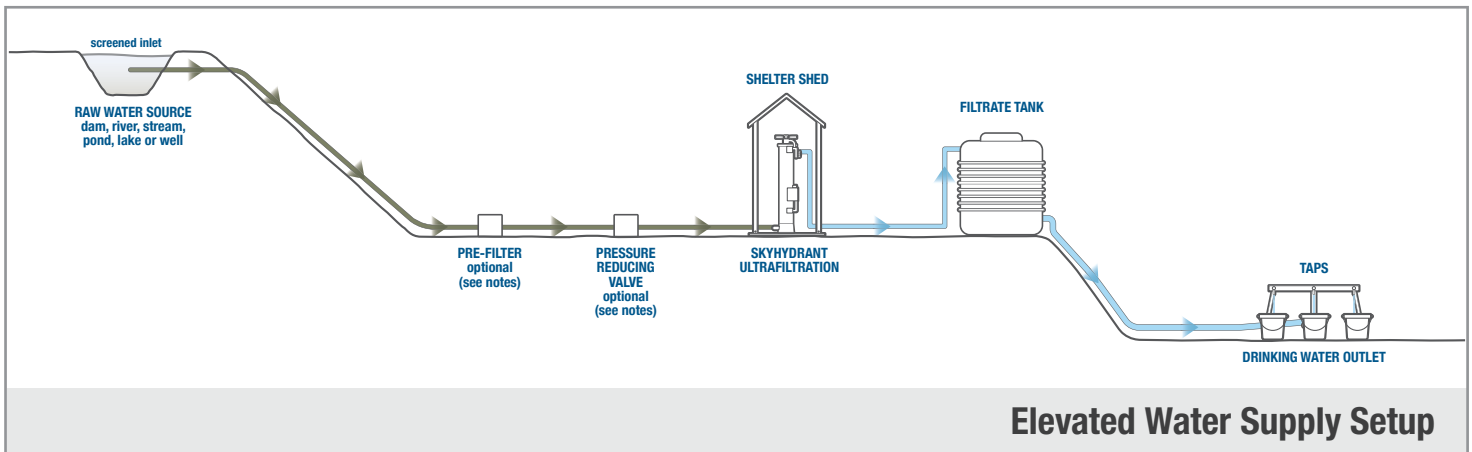 screened inlet
RAW WATER SOURCE
dam, river, stream,
pond, lake or well
PRE-FILTER
optional
(see notes)
PRESSURE
REDUCING
VALVE
optional
(see notes)
SHELTER SHED
SKYHYDRANT
ULTRAFILTRATION
FILTRATE TANK
TAPS
DRINKING WATER OUTLET
Elevated Water Supply Setup